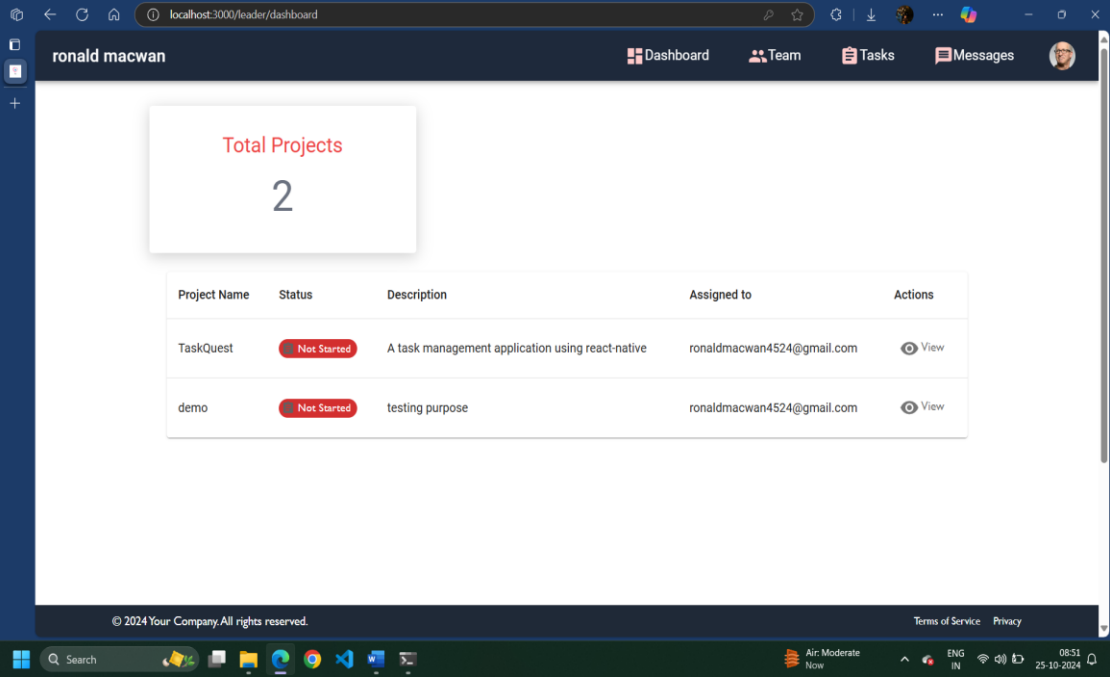 localhost:3000/leader/dashboard
ronald macwan
Dashboard
Team
Tasks
Messages
Total Projects
2
Project Name Status Description Assigned to Actions
TaskQuest Not Started A task management application using react-native ronaldmacwan4524@gmail.com View
demo Not Started testing purpose ronaldmacwan4524@gmail.com View
© 2024 Your Company. All rights reserved. Terms of Service Privacy
Search
Air: Moderate
Now
ENG
IN
08:51
25-10-2024